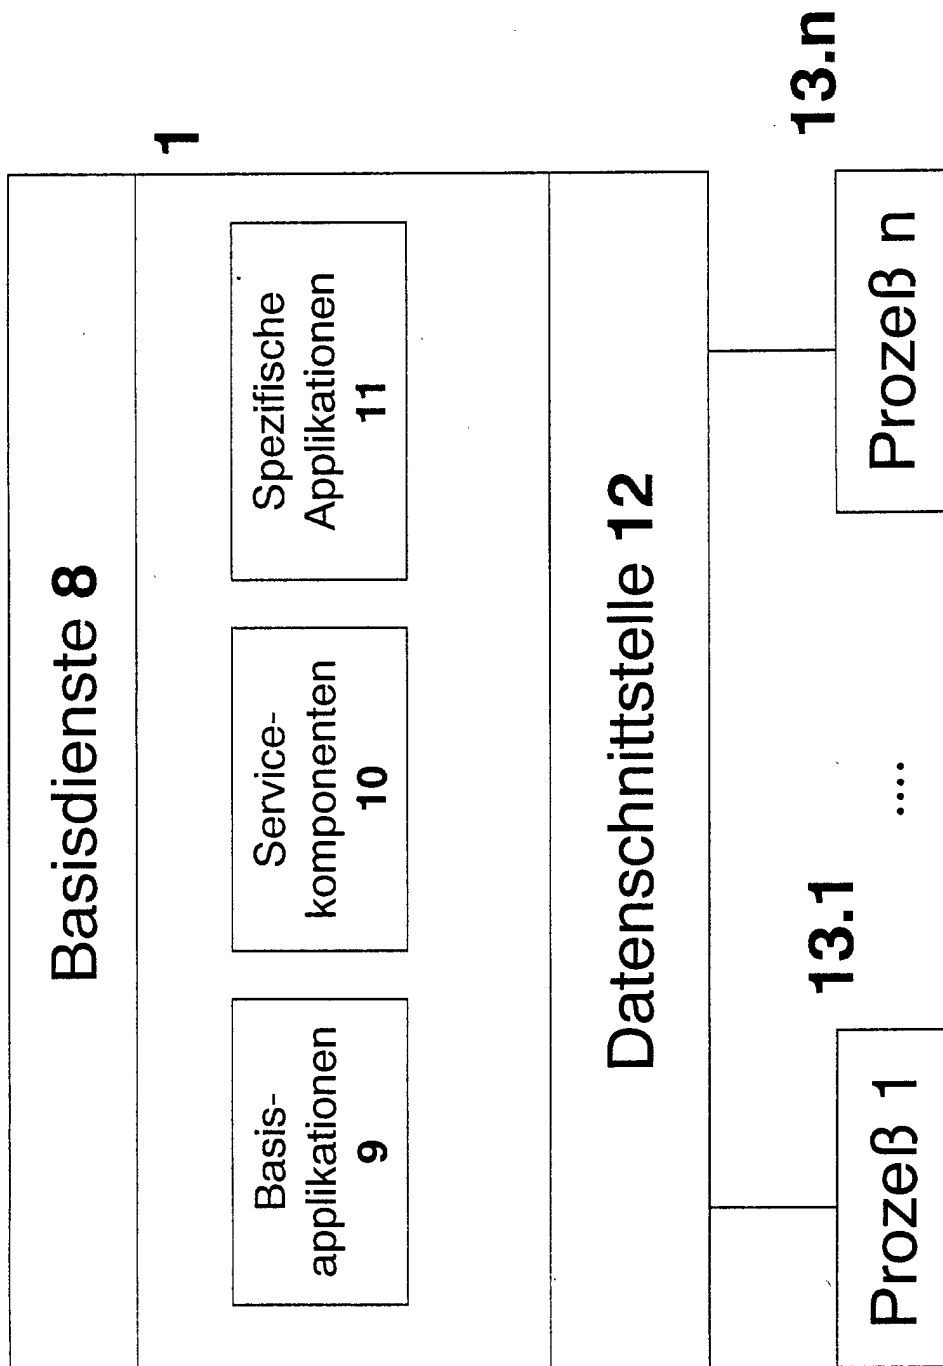 Basisdienste 8
1
Basis-
applikationen
9
Service-
komponenten
10
Spezifische
Applikationen
11
Datenschnittstelle 12
13.1
13.n
Prozeß 1
....
Prozeß n